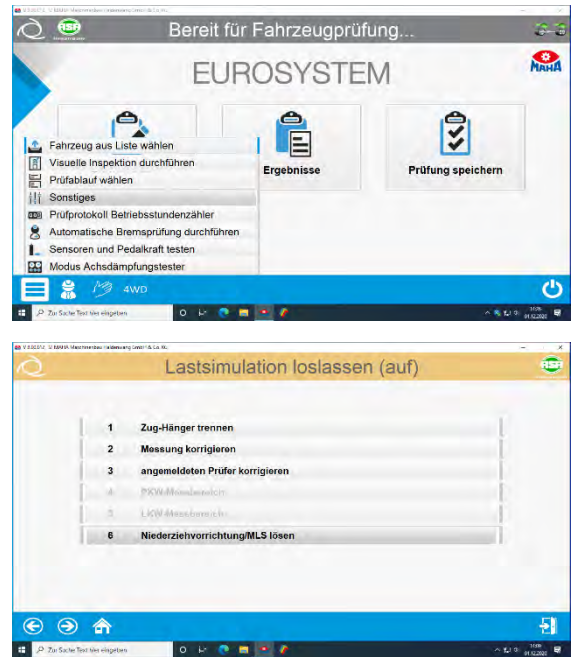 Bereit für Fahrzeugprüfung...
EUROSYSTEM
MAHA
Fahrzeug aus Liste wählen
Visuelle Inspektion durchführen
Prüfablauf wählen
Sonstiges
Prüfprotokoll Betriebsstundenzähler
Automatische Bremsprüfung durchführen
Sensoren und Pedalkraft testen
Modus Achsdämpfungstester
Ergebnisse
Prüfung speichern
4WD
Lastsimulation loslassen (auf)
1 Zug-Hänger trennen
2 Messung korrigieren
3 angemeldeten Prüfer korrigieren
4 PKW-Messbereich
5 LKW-Messbereich
6 Niederziehvorrichtung/MLS lösen